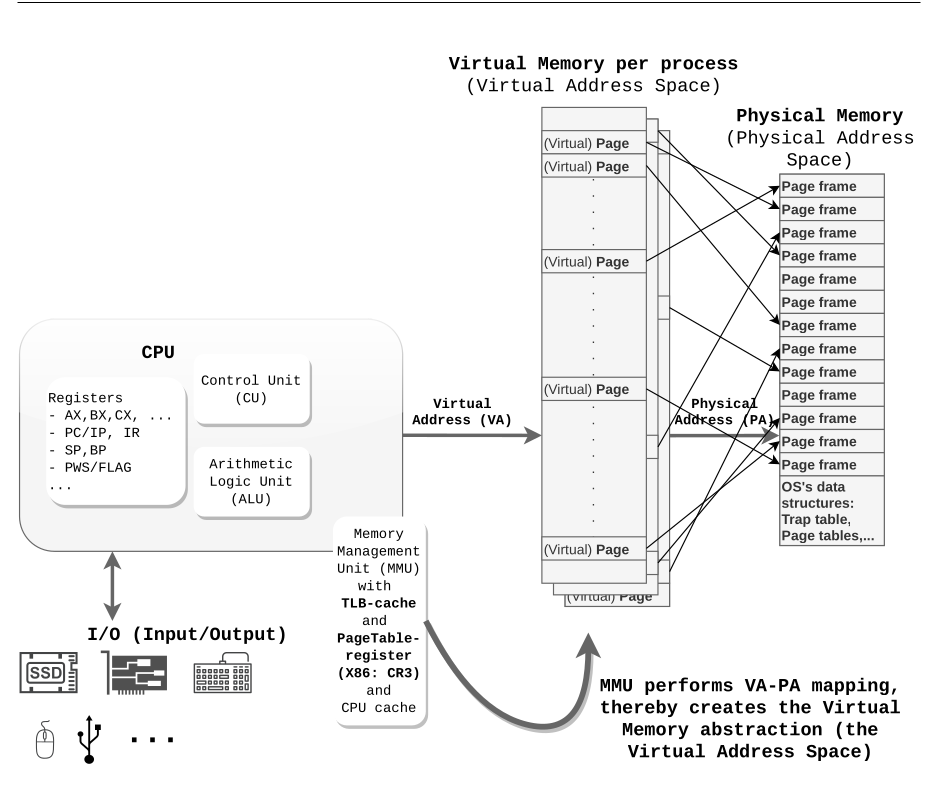 Virtual Memory per process
(Virtual Address Space)
Physical Memory
(Physical Address
Space)
(Virtual) Page
(Virtual) Page
(Virtual) Page
(Virtual) Page
(Virtual) Page
(Virtual) Page
Page frame
Page frame
Page frame
Page frame
Page frame
Page frame
Page frame
Page frame
Page frame
Page frame
Page frame
Page frame
Page frame
OS's data
structures:
Trap table,
Page tables,...
CPU
Registers
- AX,BX,CX, ...
- PC/IP, IR
- SP,BP
- PWS/FLAG
...
Control Unit
(CU)
Arithmetic
Logic Unit
(ALU)
Virtual
Address (VA)
Physical
Address (PA)
Memory
Management
Unit (MMU)
with
TLB-cache
and
PageTable-
register
(X86: CR3)
and
CPU cache
I/O (Input/Output)
SSD
...
MMU performs VA-PA mapping,
thereby creates the Virtual
Memory abstraction (the
Virtual Address Space)